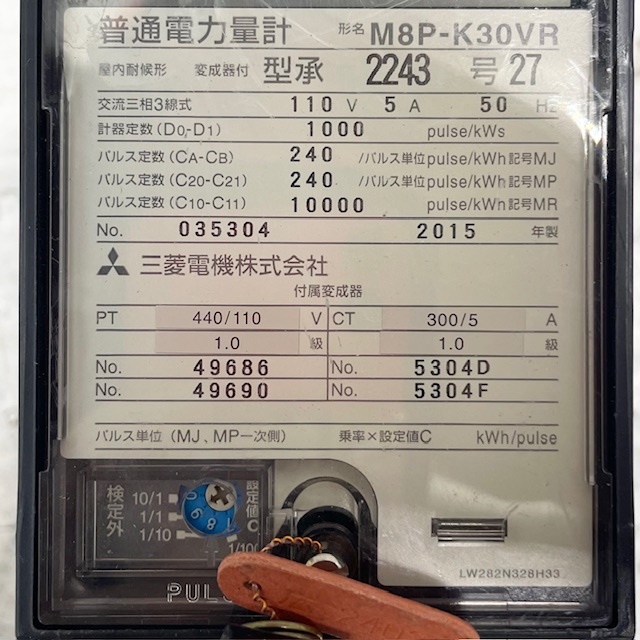 普通電力量計 形名 M8P-K30VR
屋内耐候形 変成器付 型承 2243 号27
交流三相3線式 110 V 5 A 50 Hz
計器定数(D0-D1) 1000 pulse/kWs
パルス定数(CA-CB) 240 /パルス単位pulse/kWh記号MJ
パルス定数(C20-C21) 240 /パルス単位pulse/kWh記号MP
パルス定数(C10-C11) 10000 pulse/kWh記号MR
No. 035304 2015 年製
三菱電機株式会社
付属変成器
PT 440/110 V CT 300/5 A
1.0 級 1.0 級
No. 49686 No. 5304D
No. 49690 No. 5304F
パルス単位(MJ、MP一次側) 乗率×設定値C kWh/pulse
検定外
10/1
1/1
1/10
設定値C
PUL
LW282N328H33